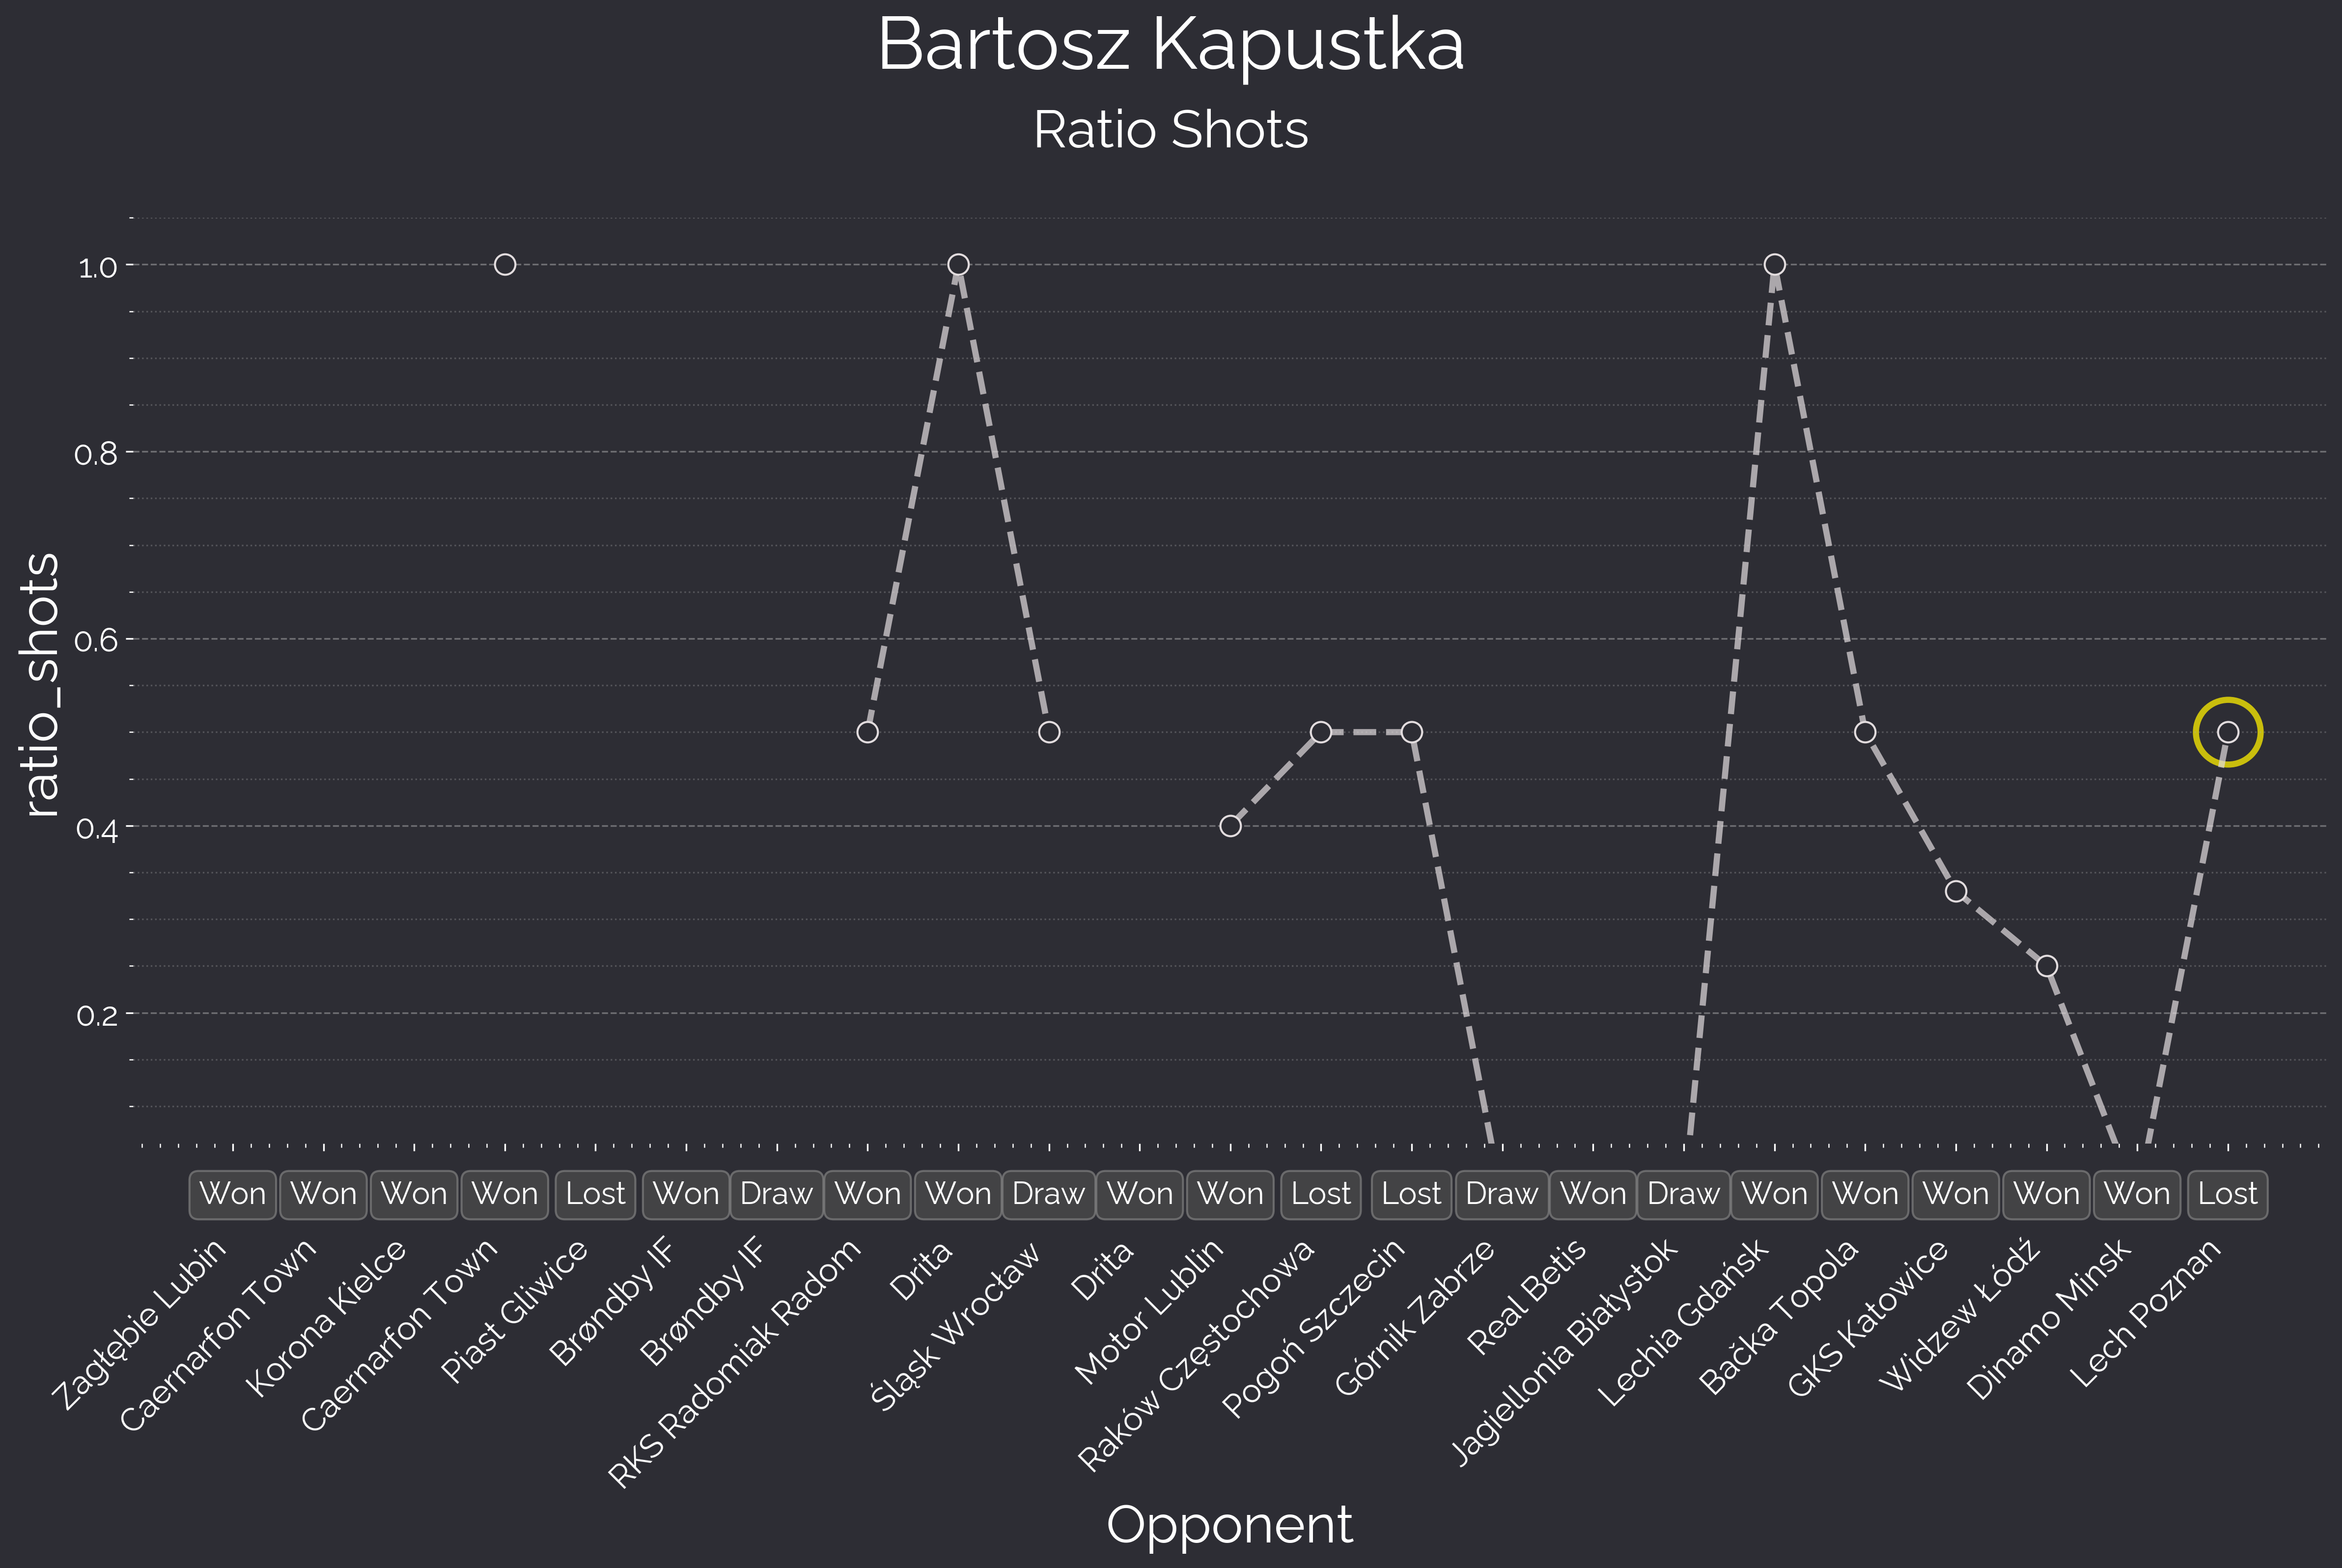 Bartosz Kapustka
Ratio Shots
ratio_shots
1.0
0.8
0.6
0.4
0.2
Won Won Won Won Lost Won Draw Won Won Draw Won Won Lost Lost Draw Won Draw Won Won Won Won Won Lost
Zagłębie Lubin
Caernarfon Town
Korona Kielce
Caernarfon Town
Piast Gliwice
Brøndby IF
Brøndby IF
RKS Radomiak Radom
Drita
Śląsk Wrocław
Drita
Motor Lublin
Raków Częstochowa
Pogoń Szczecin
Górnik Zabrze
Real Betis
Jagiellonia Białystok
Lechia Gdańsk
Bačka Topola
GKS Katowice
Widzew Łódź
Dinamo Minsk
Lech Poznan
Opponent